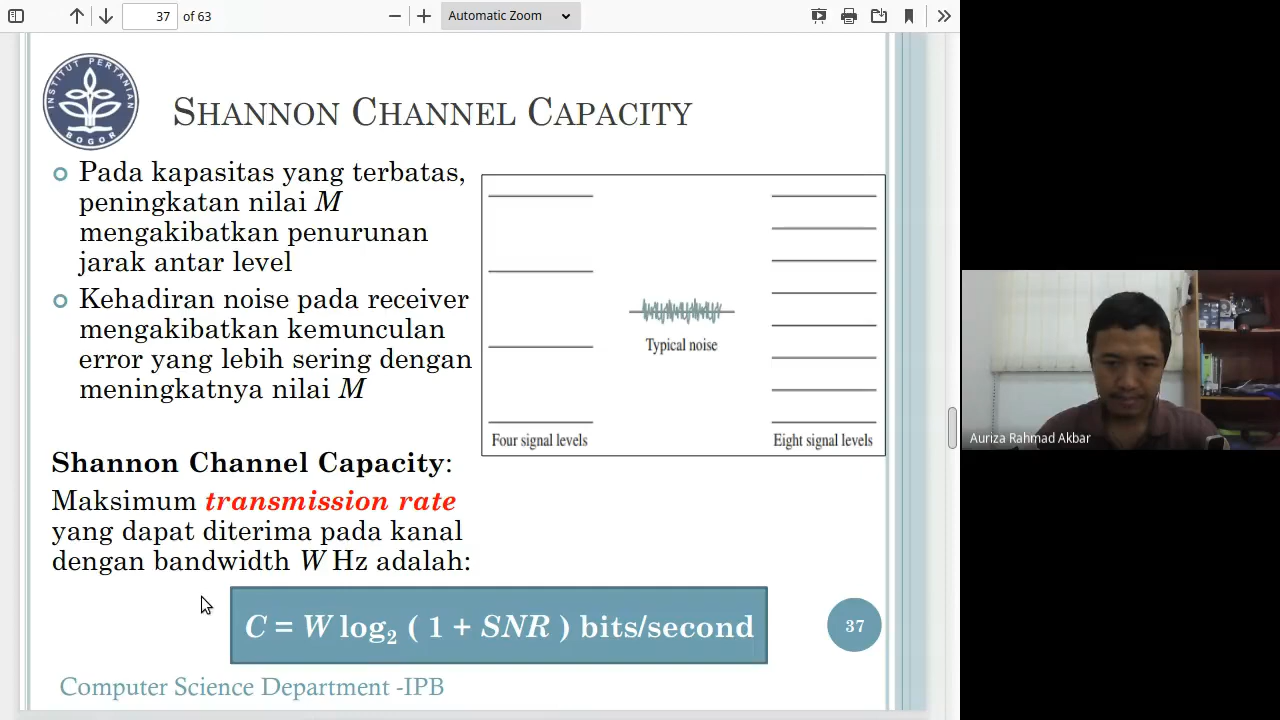 37
of 63
Automatic Zoom
INSTITUT PERTANIAN
BOGOR
SHANNON CHANNEL CAPACITY
Pada kapasitas yang terbatas,
peningkatan nilai M
mengakibatkan penurunan
jarak antar level
Kehadiran noise pada receiver
mengakibatkan kemunculan
error yang lebih sering dengan
meningkatnya nilai M
Typical noise
Four signal levels
Eight signal levels
Shannon Channel Capacity:
Maksimum transmission rate
yang dapat diterima pada kanal
dengan bandwidth W Hz adalah:
C = W log₂ ( 1 + SNR ) bits/second
37
Computer Science Department -IPB
Auriza Rahmad Akbar